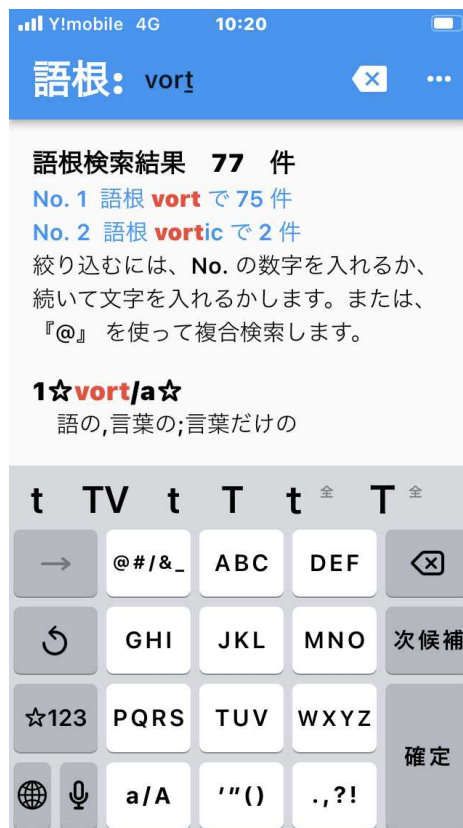 Y!mobile 4G 10:20
語根: vort
語根検索結果 77 件
No. 1 語根 vort で 75 件
No. 2 語根 vortic で 2 件
絞り込むには、No. の数字を入れるか、
続いて文字を入れるかします。または、
『@』 を使って複合検索します。
1☆vort/a☆
語の,言葉の;言葉だけの
t TV t T t 全 T 全
→ @#/&_ ABC DEF
GHI JKL MNO 次候補
☆123 PQRS TUV WXYZ
確定
a/A '"() .,?!